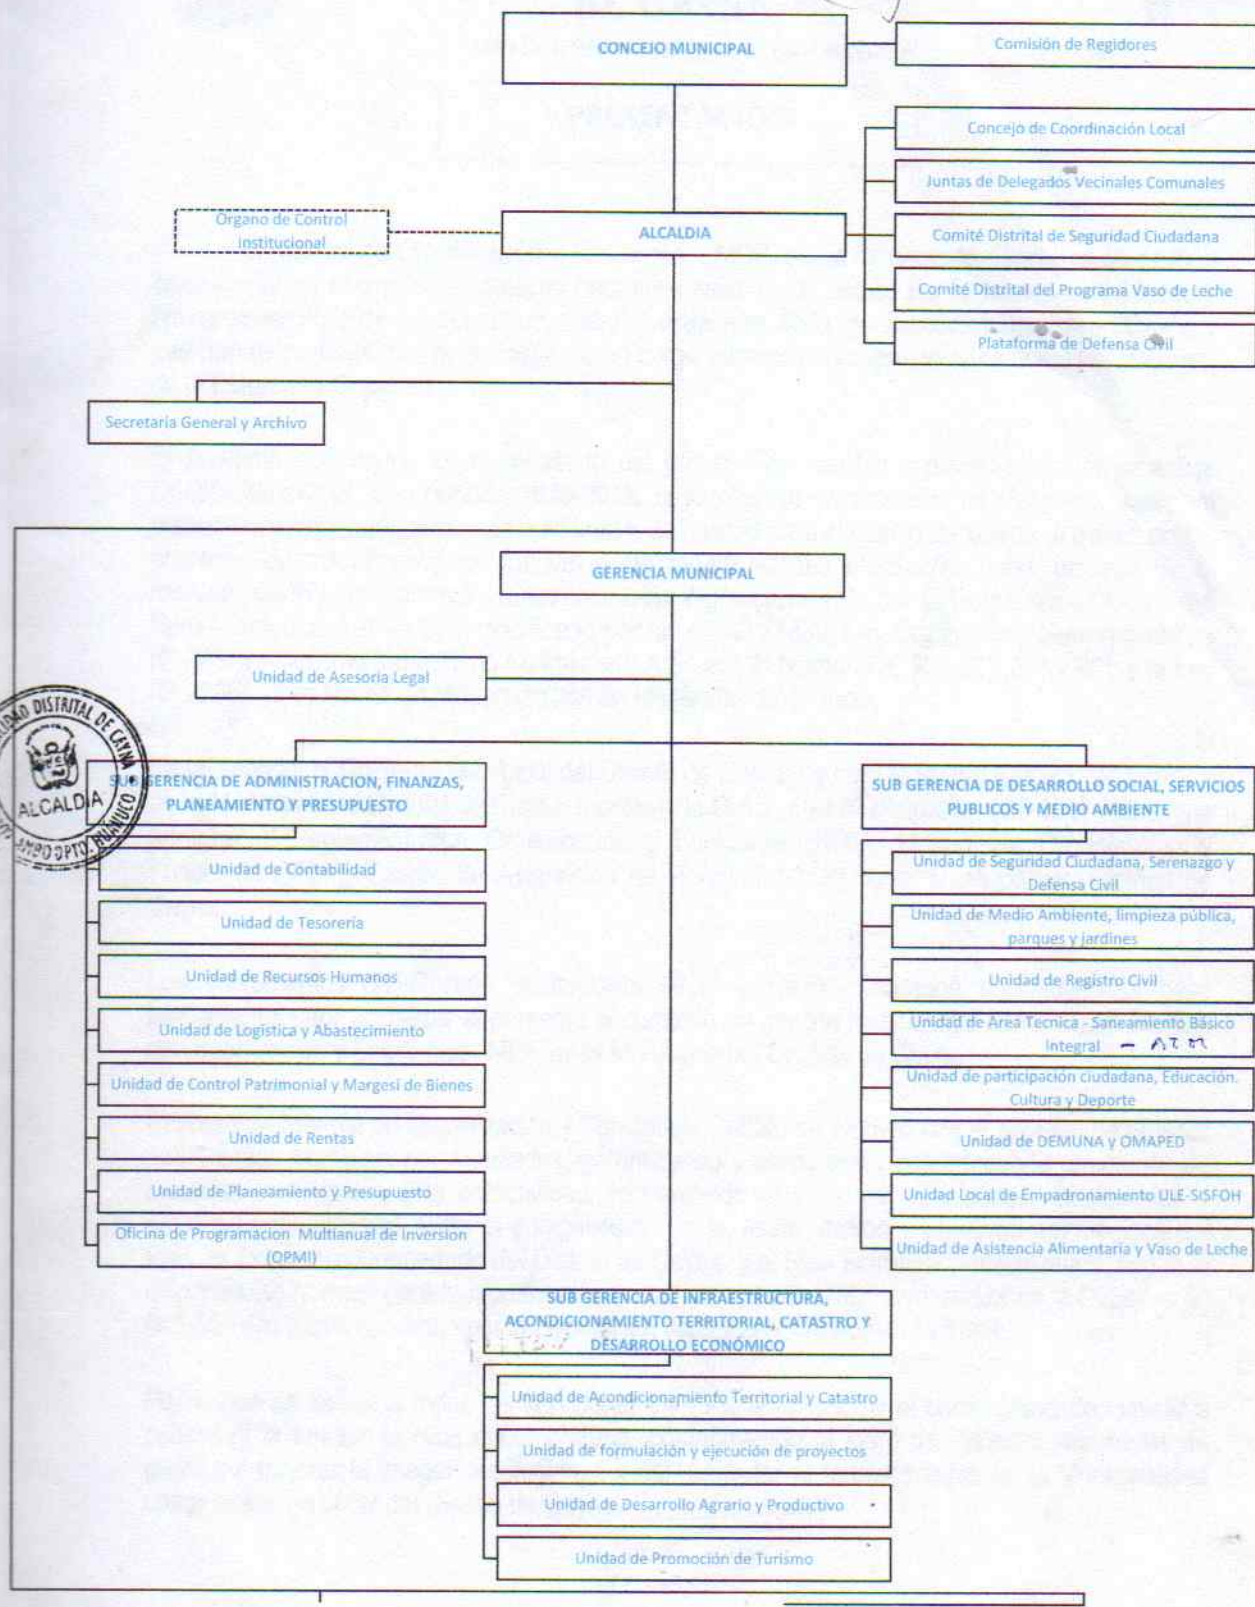 CONCEJO MUNICIPAL
Comisión de Regidores
Concejo de Coordinación Local
Juntas de Delegados Vecinales Comunales
Organo de Control
institucional
ALCALDIA
Comité Distrital de Seguridad Ciudadana
Comité Distrital del Programa Vaso de Leche
Plataforma de Defensa Civil
Secretaria General y Archivo
GERENCIA MUNICIPAL
Unidad de Asesoria Legal
DISTRITAL DE CAYNA
ALCALDIA
DPTO. HUANUCO
SUB GERENCIA DE ADMINISTRACION, FINANZAS,
PLANEAMIENTO Y PRESUPUESTO
Unidad de Contabilidad
Unidad de Tesorería
Unidad de Recursos Humanos
Unidad de Logistica y Abastecimiento
Unidad de Control Patrimonial y Margesi de Bienes
Unidad de Rentas
Unidad de Planeamiento y Presupuesto
Oficina de Programacion Multianual de Inversion
(OPMI)
SUB GERENCIA DE DESARROLLO SOCIAL, SERVICIOS
PUBLICOS Y MEDIO AMBIENTE
Unidad de Seguridad Ciudadana, Serenazgo y
Defensa Civil
Unidad de Medio Ambiente, limpieza pública,
parques y jardines
Unidad de Registro Civil
Unidad de Area Tecnica - Saneamiento Básico
Integral - ATM
Unidad de participación ciudadana, Educación.
Cultura y Deporte
Unidad de DEMUNA y OMAPED
Unidad Local de Empadronamiento ULE-SISFOH
Unidad de Asistencia Alimentaria y Vaso de Leche
SUB GERENCIA DE INFRAESTRUCTURA,
ACONDICIONAMIENTO TERRITORIAL, CATASTRO Y
DESARROLLO ECONÓMICO
Unidad de Acondicionamiento Territorial y Catastro
Unidad de formulación y ejecución de proyectos
Unidad de Desarrollo Agrario y Productivo
Unidad de Promoción de Turismo